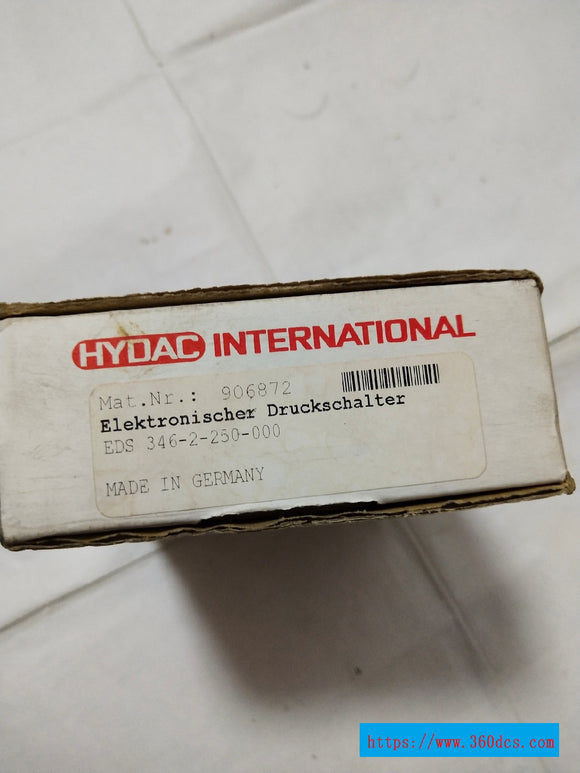 HYDAC INTERNATIONAL
Mat.Nr.: 906872
Elektronischer Druckschalter
EDS 346-2-250-000
MADE IN GERMANY
https://www.360dcs.com